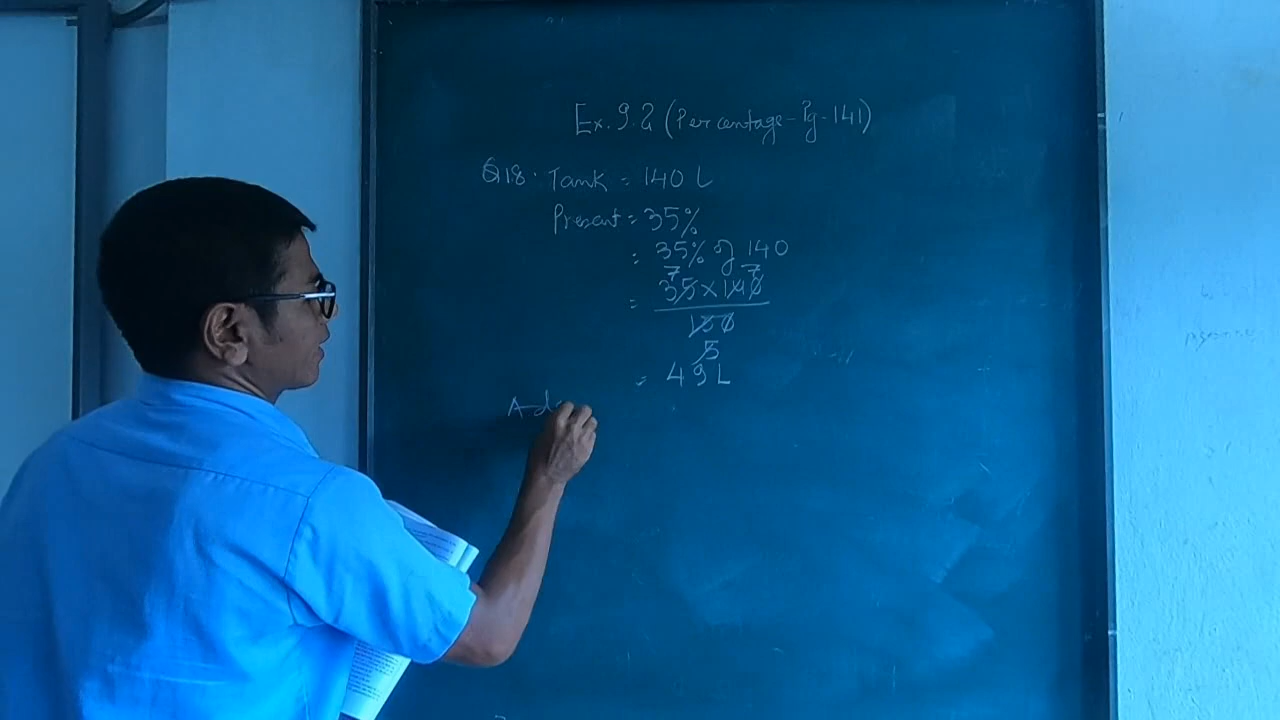 Ex. 9.2 (Percentage - Pg - 141)
Q18. Tank = 140 L
Present = 35%
= 35% of 140
7 7
= 35 x 140
100
5
= 49 L
Ad